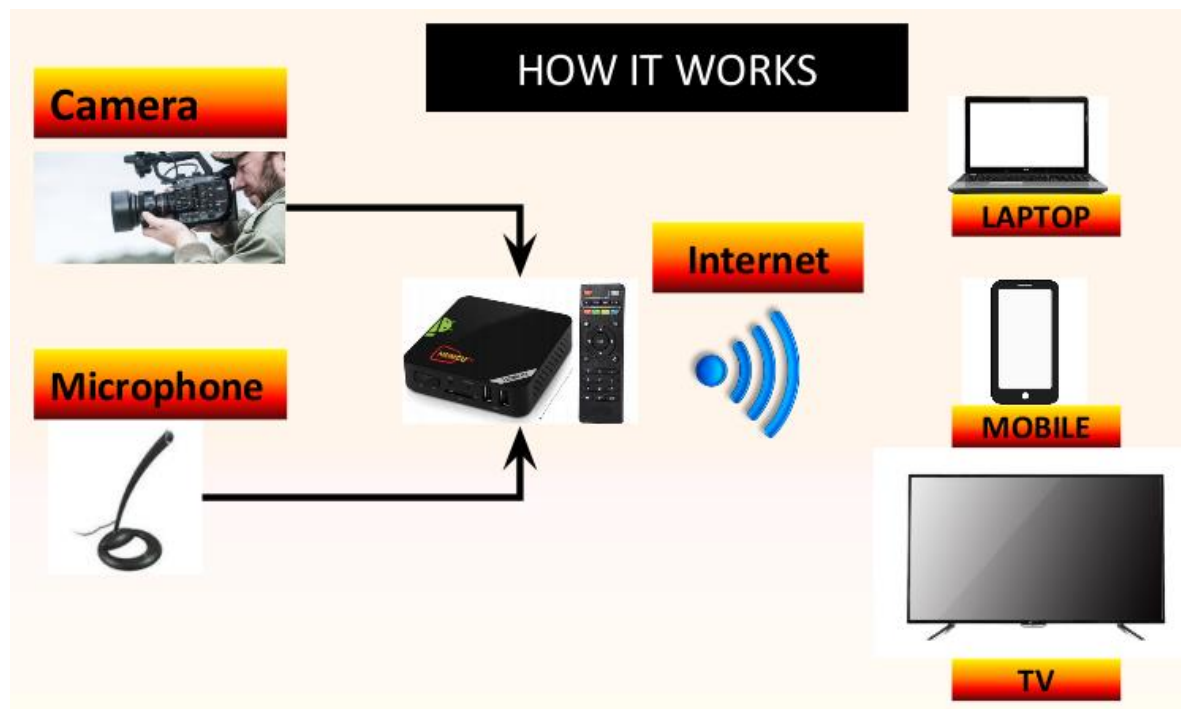 HOW IT WORKS
Camera
Microphone
Internet
LAPTOP
MOBILE
TV